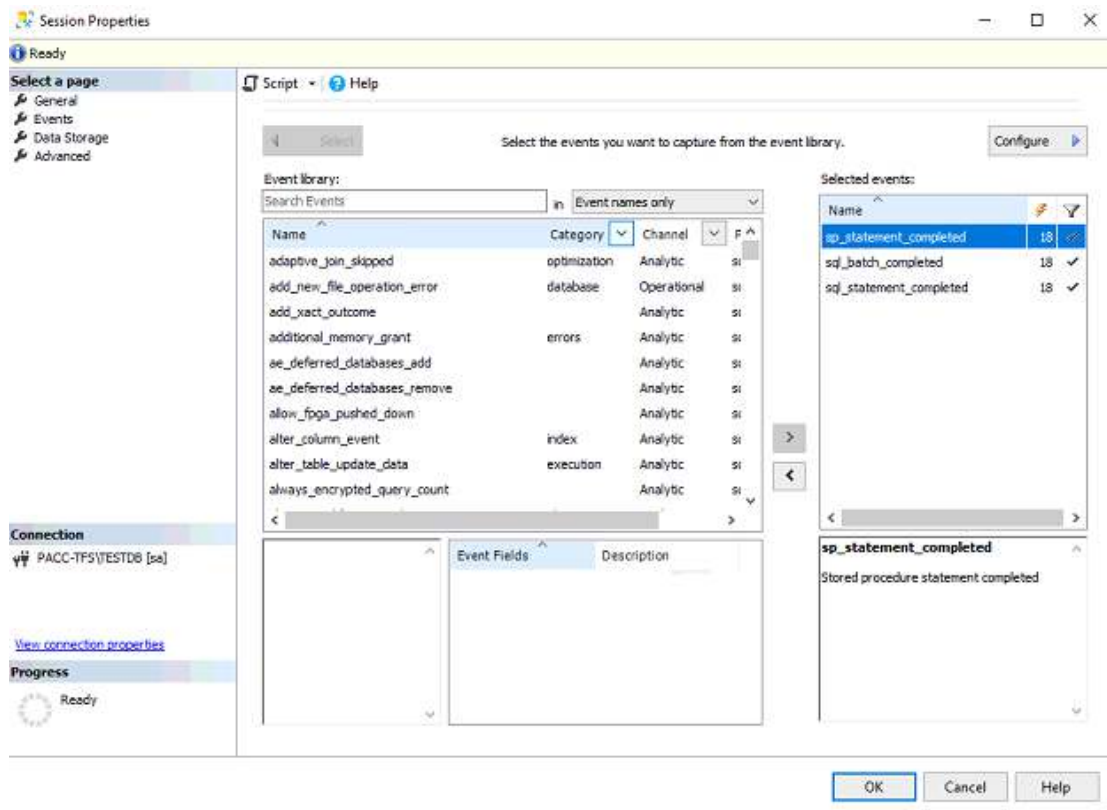 Session Properties
Ready
Select a page
General
Events
Data Storage
Advanced
Script
Help
Select
Select the events you want to capture from the event library.
Configure
Event library:
Search Events
in
Event names only
Name Category Channel
adaptive_join_skipped optimization Analytic
add_new_file_operation_error database Operational
add_xact_outcome Analytic
additional_memory_grant errors Analytic
ae_deferred_databases_add Analytic
ae_deferred_databases_remove Analytic
allow_fpga_pushed_down Analytic
alter_column_event index Analytic
alter_table_update_data execution Analytic
always_encrypted_query_count Analytic
Event Fields Description
Selected events:
Name
sp_statement_completed 18
sql_batch_completed 18
sql_statement_completed 18
sp_statement_completed
Stored procedure statement completed
Connection
PACC-TFS\TESTDB [sa]
View connection properties
Progress
Ready
OK Cancel Help